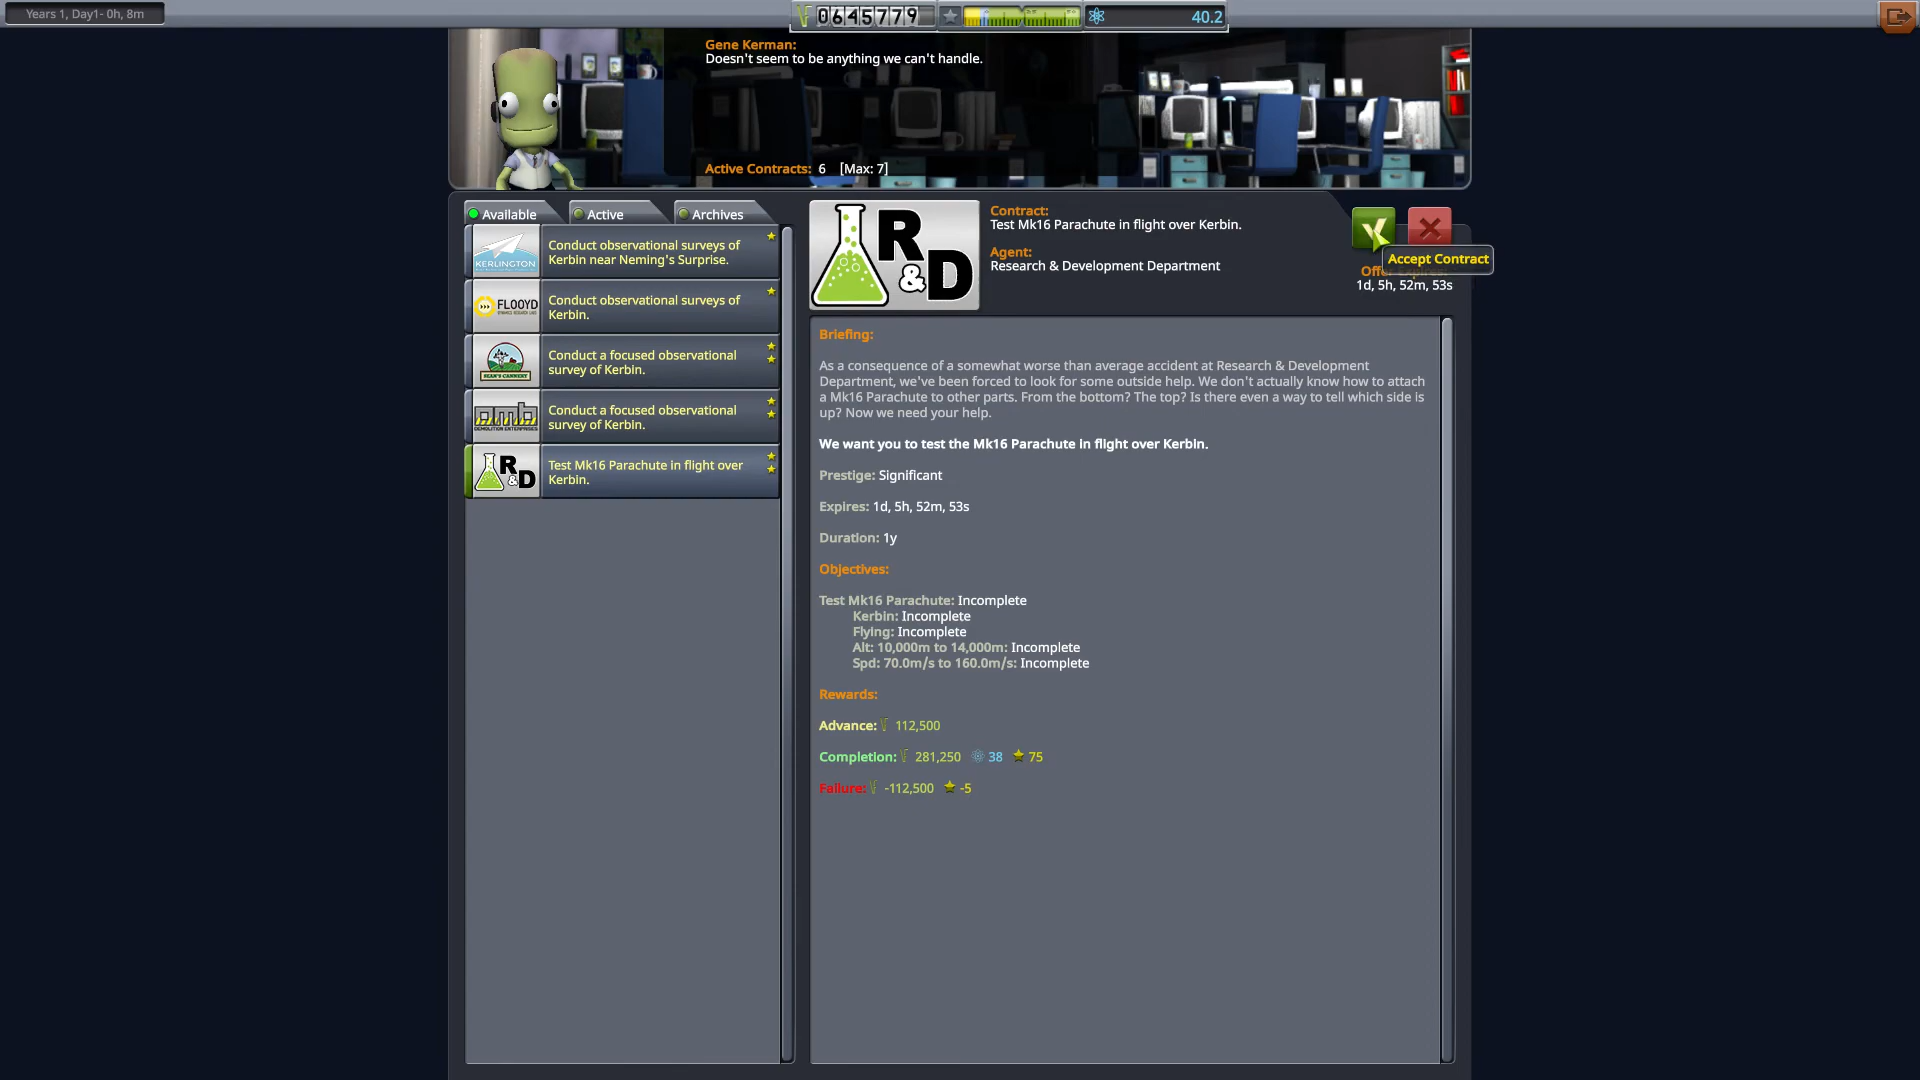 Years 1, Day1- 0h, 8m
0645779
40.2
Gene Kerman:
Doesn't seem to be anything we can't handle.
Active Contracts: 6 [Max: 7]
Available
Active
Archives
KERLINGTON
Conduct observational surveys of
Kerbin near Neming's Surprise.
FLOOYD
Conduct observational surveys of
Kerbin.
SEAN'S CANNERY
Conduct a focused observational
survey of Kerbin.
DEMOLITION ENTERPRISES
Conduct a focused observational
survey of Kerbin.
R&D
Test Mk16 Parachute in flight over
Kerbin.
R&D
Contract:
Test Mk16 Parachute in flight over Kerbin.
Agent:
Research & Development Department
Accept Contract
1d, 5h, 52m, 53s
Briefing:
As a consequence of a somewhat worse than average accident at Research & Development
Department, we've been forced to look for some outside help. We don't actually know how to attach
a Mk16 Parachute to other parts. From the bottom? The top? Is there even a way to tell which side is
up? Now we need your help.
We want you to test the Mk16 Parachute in flight over Kerbin.
Prestige: Significant
Expires: 1d, 5h, 52m, 53s
Duration: 1y
Objectives:
Test Mk16 Parachute: Incomplete
Kerbin: Incomplete
Flying: Incomplete
Alt: 10,000m to 14,000m: Incomplete
Spd: 70.0m/s to 160.0m/s: Incomplete
Rewards:
Advance: 112,500
Completion: 281,250 38 75
Failure: -112,500 -5